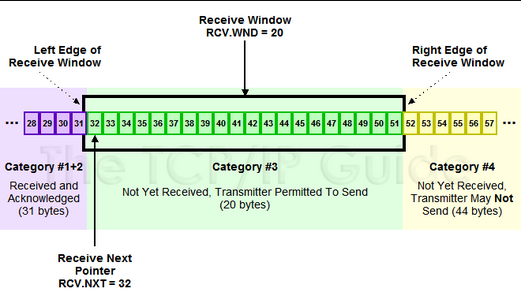 Receive Window
RCV.WND = 20
Left Edge of
Receive Window
Right Edge of
Receive Window
... 28 29 30 31 32 33 34 35 36 37 38 39 40 41 42 43 44 45 46 47 48 49 50 51 52 53 54 55 56 57 ...
The TCP/IP Guide
Category #1+2
Received and
Acknowledged
(31 bytes)
Category #3
Not Yet Received, Transmitter Permitted To Send
(20 bytes)
Category #4
Not Yet Received,
Transmitter May Not
Send (44 bytes)
Receive Next
Pointer
RCV.NXT = 32